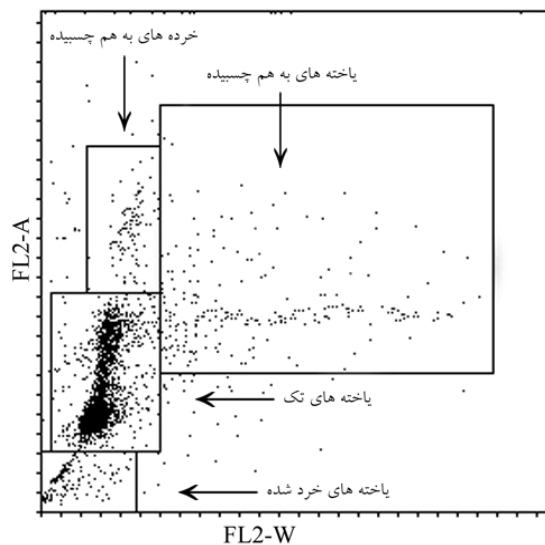 خرده های به هم چسبیده
یاخته های به هم چسبیده
FL2-A
یاخته های تک
یاخته های خرد شده
FL2-W